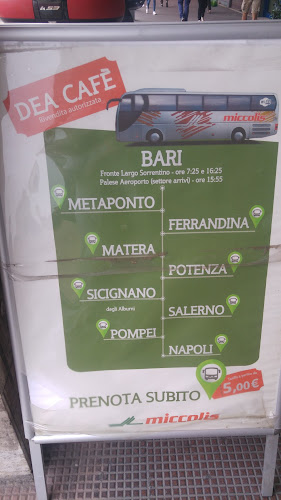 DEA CAFÈ
Rivendita autorizzata
miccolis
BARI
Fronte Largo Sorrentino - ore 7:25 e 16:25
Palese Aeroporto (settore arrivi) - ore 15:55
METAPONTO
FERRANDINA
MATERA
POTENZA
SICIGNANO
degli Alburni
SALERNO
POMPEI
NAPOLI
PRENOTA SUBITO
5,00€
miccolis